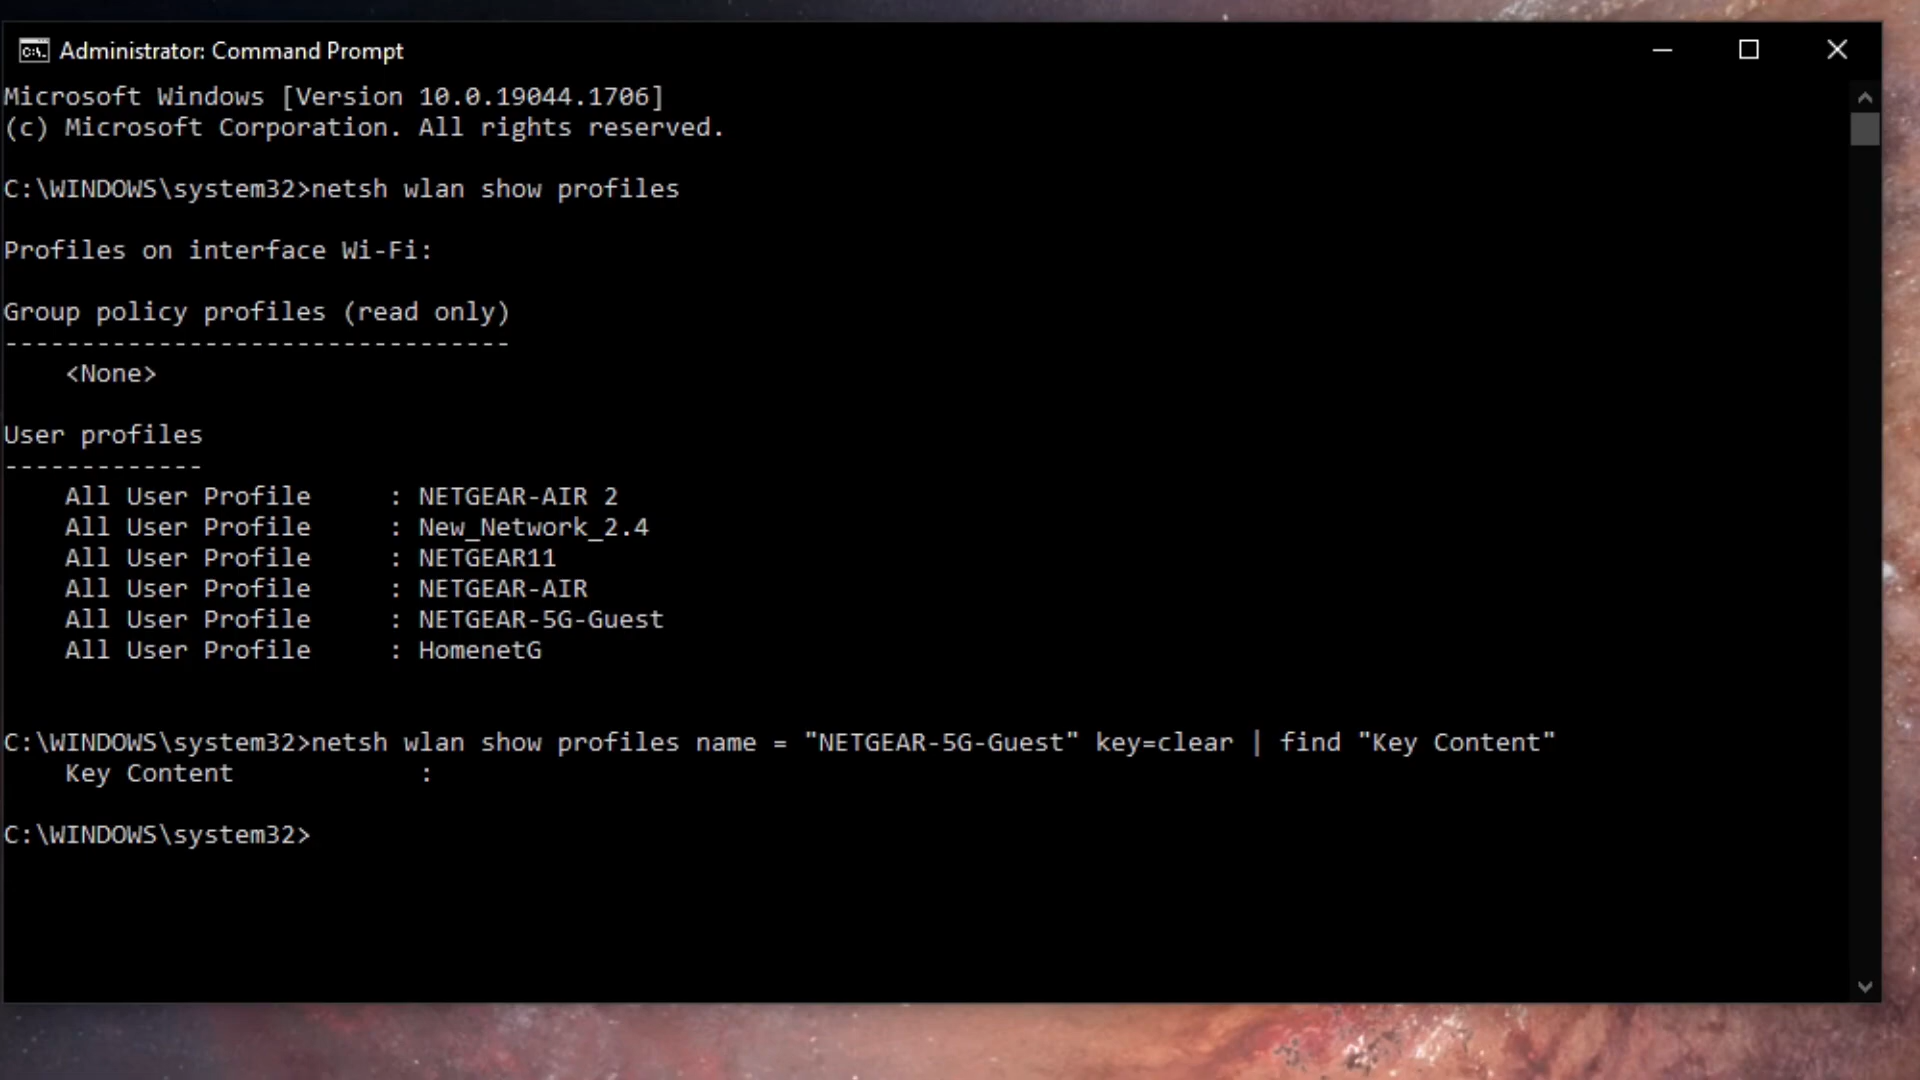 Administrator: Command Prompt
Microsoft Windows [Version 10.0.19044.1706]
(c) Microsoft Corporation. All rights reserved.
C:\WINDOWS\system32>netsh wlan show profiles
Profiles on interface Wi-Fi:
Group policy profiles (read only)
---------------------------------
<None>
User profiles
-------------
All User Profile     : NETGEAR-AIR 2
All User Profile     : New_Network_2.4
All User Profile     : NETGEAR11
All User Profile     : NETGEAR-AIR
All User Profile     : NETGEAR-5G-Guest
All User Profile     : HomenetG
C:\WINDOWS\system32>netsh wlan show profiles name = "NETGEAR-5G-Guest" key=clear | find "Key Content"
Key Content            :
C:\WINDOWS\system32>